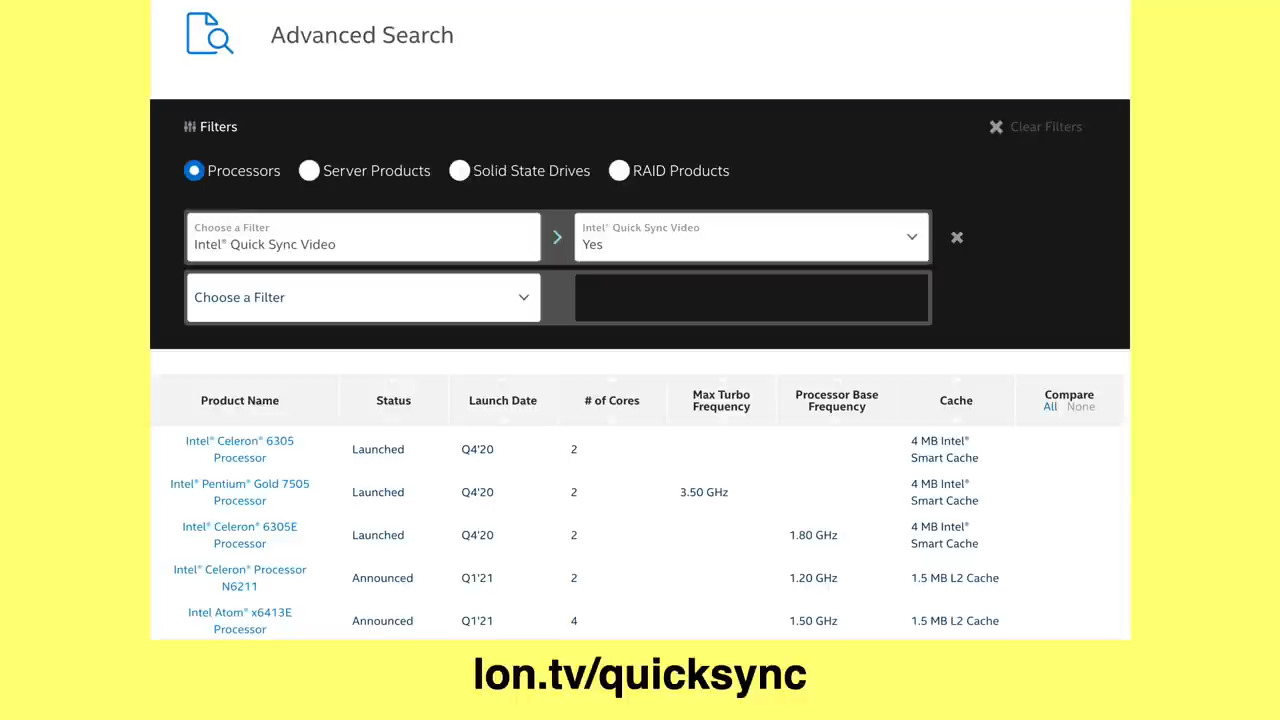 Advanced Search
Filters
Clear Filters
Processors Server Products Solid State Drives RAID Products
Choose a Filter
Intel® Quick Sync Video
Intel® Quick Sync Video
Yes
Choose a Filter
Product Name Status Launch Date # of Cores Max Turbo Frequency Processor Base Frequency Cache Compare All None
Intel® Celeron® 6305 Processor Launched Q4'20 2 4 MB Intel® Smart Cache
Intel® Pentium® Gold 7505 Processor Launched Q4'20 2 3.50 GHz 4 MB Intel® Smart Cache
Intel® Celeron® 6305E Processor Launched Q4'20 2 1.80 GHz 4 MB Intel® Smart Cache
Intel® Celeron® Processor N6211 Announced Q1'21 2 1.20 GHz 1.5 MB L2 Cache
Intel Atom® x6413E Processor Announced Q1'21 4 1.50 GHz 1.5 MB L2 Cache
lon.tv/quicksync